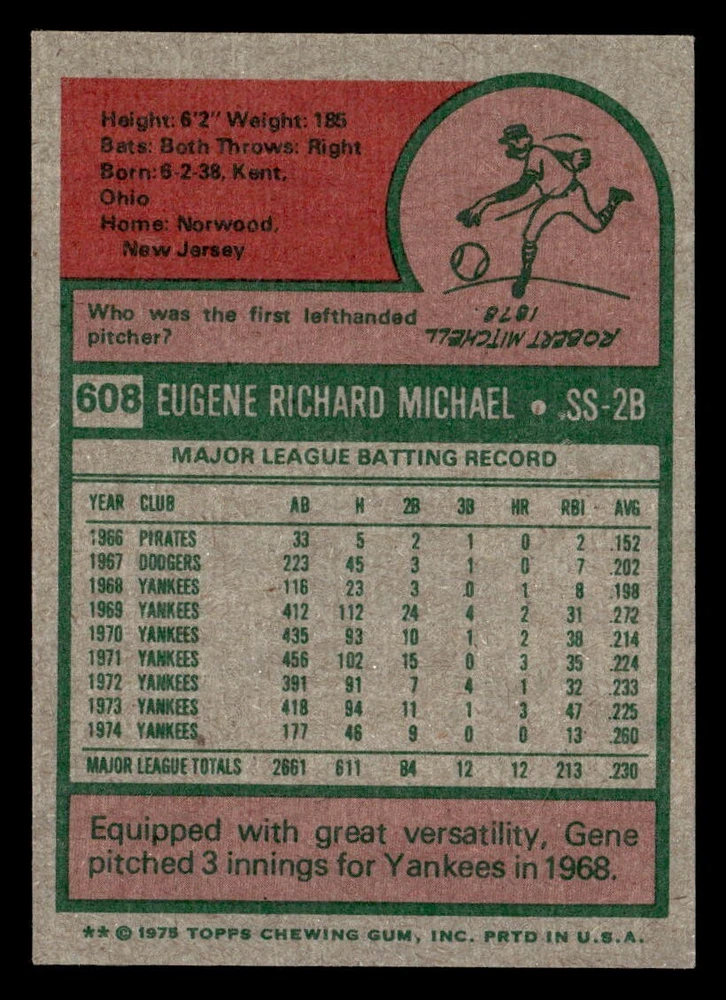 Height: 6'2" Weight: 185
Bats: Both Throws: Right
Born: 6-2-38, Kent,
Ohio
Home: Norwood,
New Jersey
Who was the first lefthanded
pitcher?
ROBERT MITCHELL
1878.
608 EUGENE RICHARD MICHAEL • SS-2B
MAJOR LEAGUE BATTING RECORD
YEAR CLUB AB H 2B 3B HR RBI AVG
1966 PIRATES 33 5 2 1 0 2 .152
1967 DODGERS 223 45 3 1 0 7 .202
1968 YANKEES 116 23 3 0 1 8 .198
1969 YANKEES 412 112 24 4 2 31 .272
1970 YANKEES 435 93 10 1 2 38 .214
1971 YANKEES 456 102 15 0 3 35 .224
1972 YANKEES 391 91 7 4 1 32 .233
1973 YANKEES 418 94 11 1 3 47 .225
1974 YANKEES 177 46 9 0 0 13 .260
MAJOR LEAGUE TOTALS 2661 611 84 12 12 213 .230
Equipped with great versatility, Gene
pitched 3 innings for Yankees in 1968.
** © 1975 TOPPS CHEWING GUM, INC. PRTD IN U.S.A.